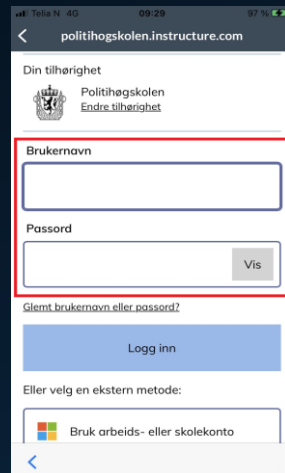 Telia N 4G 09:29 97 %
politihogskolen.instructure.com
Din tilhørighet
Politihøgskolen
Endre tilhørighet
Brukernavn
Passord
Vis
Glemt brukernavn eller passord?
Logg inn
Eller velg en ekstern metode:
Bruk arbeids- eller skolekonto